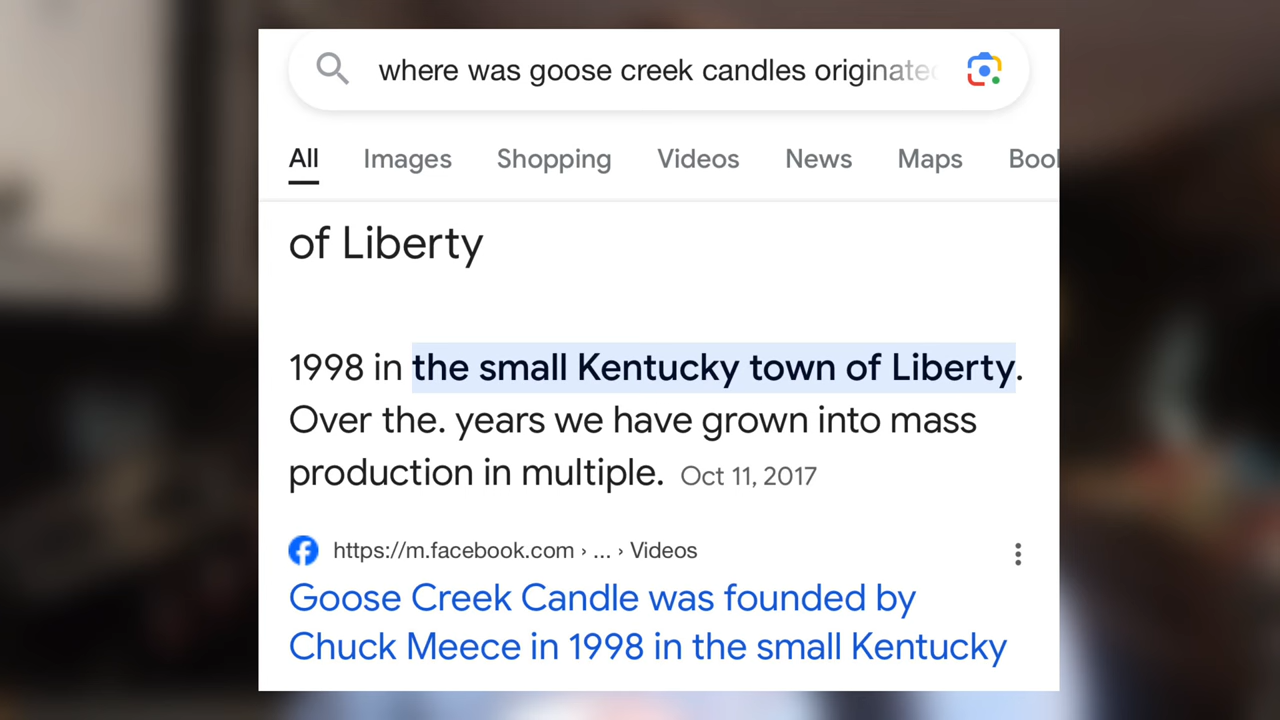 where was goose creek candles originated
All Images Shopping Videos News Maps Bool
of Liberty
1998 in the small Kentucky town of Liberty.
Over the. years we have grown into mass
production in multiple. Oct 11, 2017
https://m.facebook.com › ... › Videos
Goose Creek Candle was founded by
Chuck Meece in 1998 in the small Kentucky